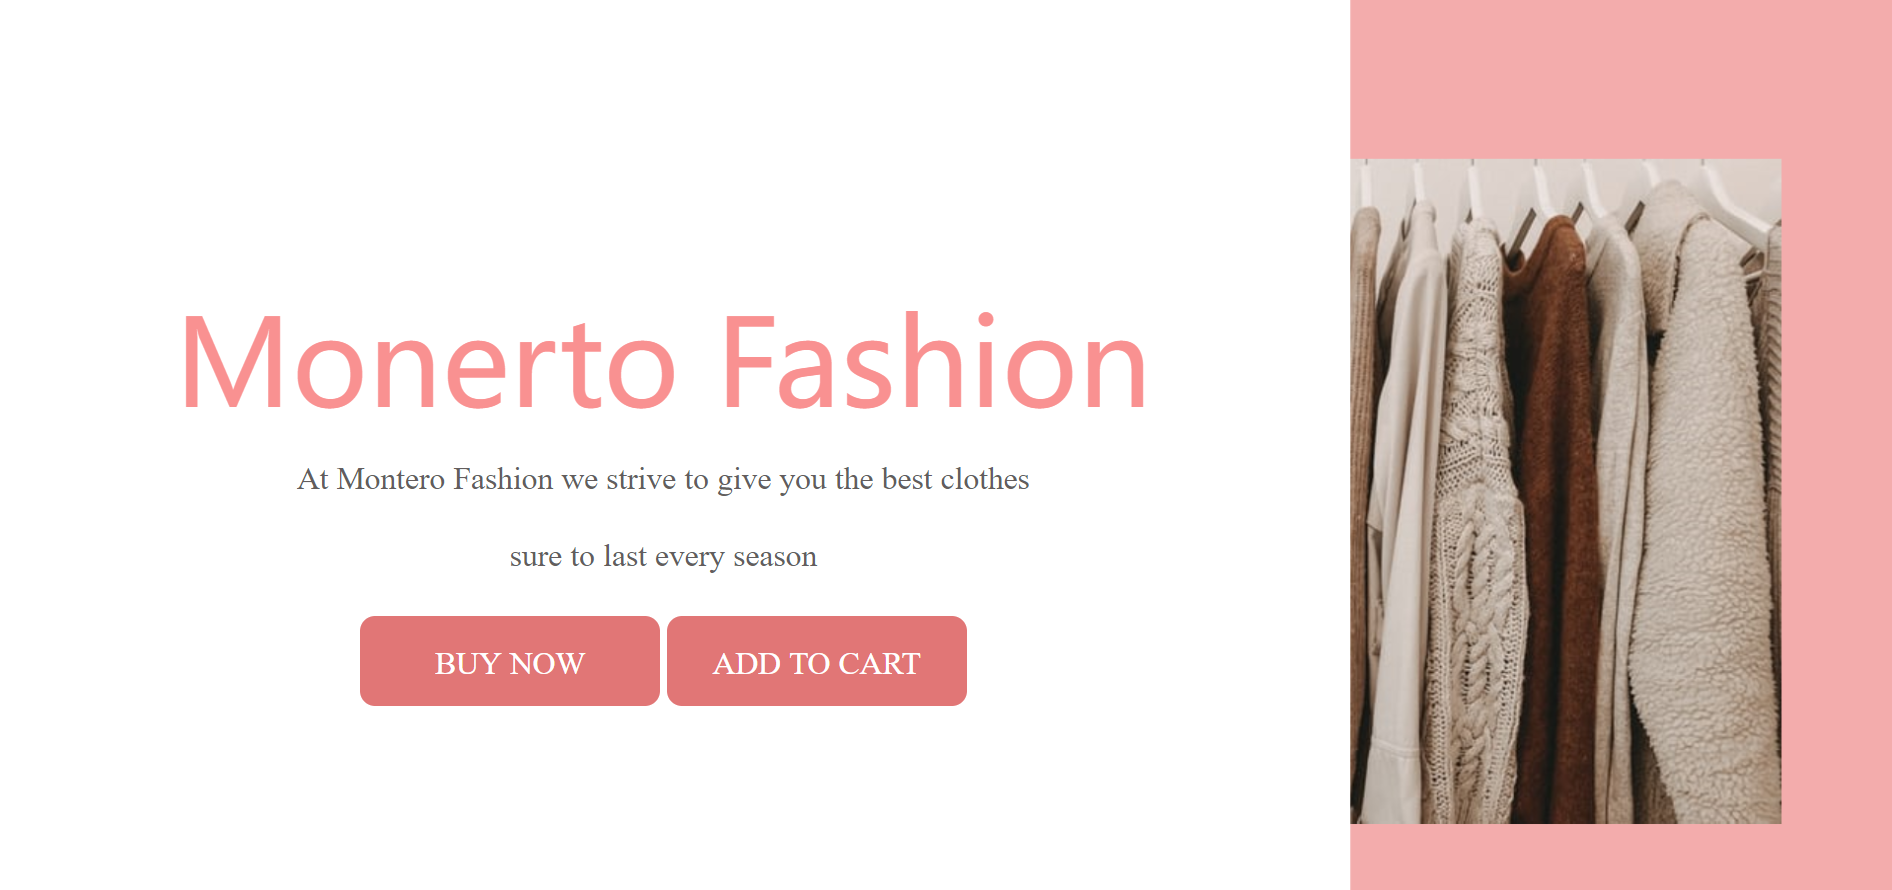 Monerto Fashion
At Montero Fashion we strive to give you the best clothes
sure to last every season
BUY NOW
ADD TO CART